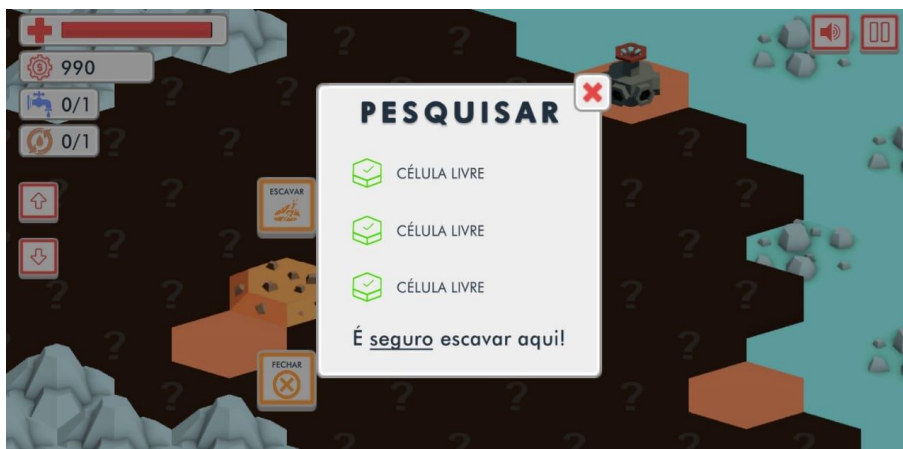 990
0/1
0/1
PESQUISAR
CÉLULA LIVRE
CÉLULA LIVRE
CÉLULA LIVRE
É seguro escavar aqui!
ESCAVAR
FECHAR